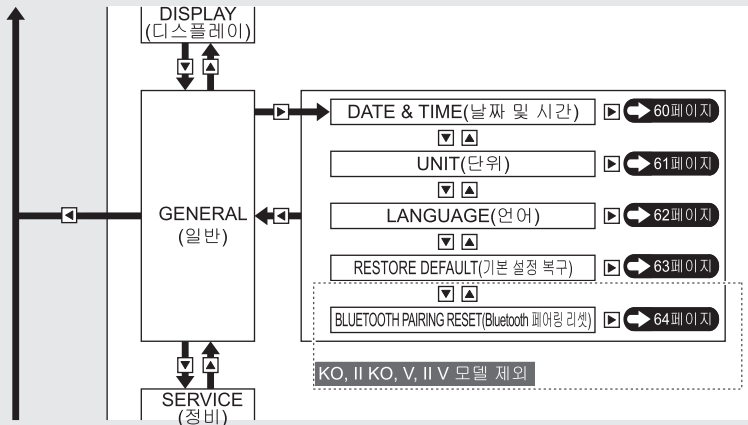 DISPLAY
(디스플레이)
DATE & TIME(날짜 및 시간)
60페이지
UNIT(단위)
61페이지
GENERAL
(일반)
LANGUAGE(언어)
62페이지
RESTORE DEFAULT(기본 설정 복구)
63페이지
BLUETOOTH PAIRING RESET(Bluetooth 페어링 리셋)
64페이지
KO, II KO, V, II V 모델 제외
SERVICE
(정비)